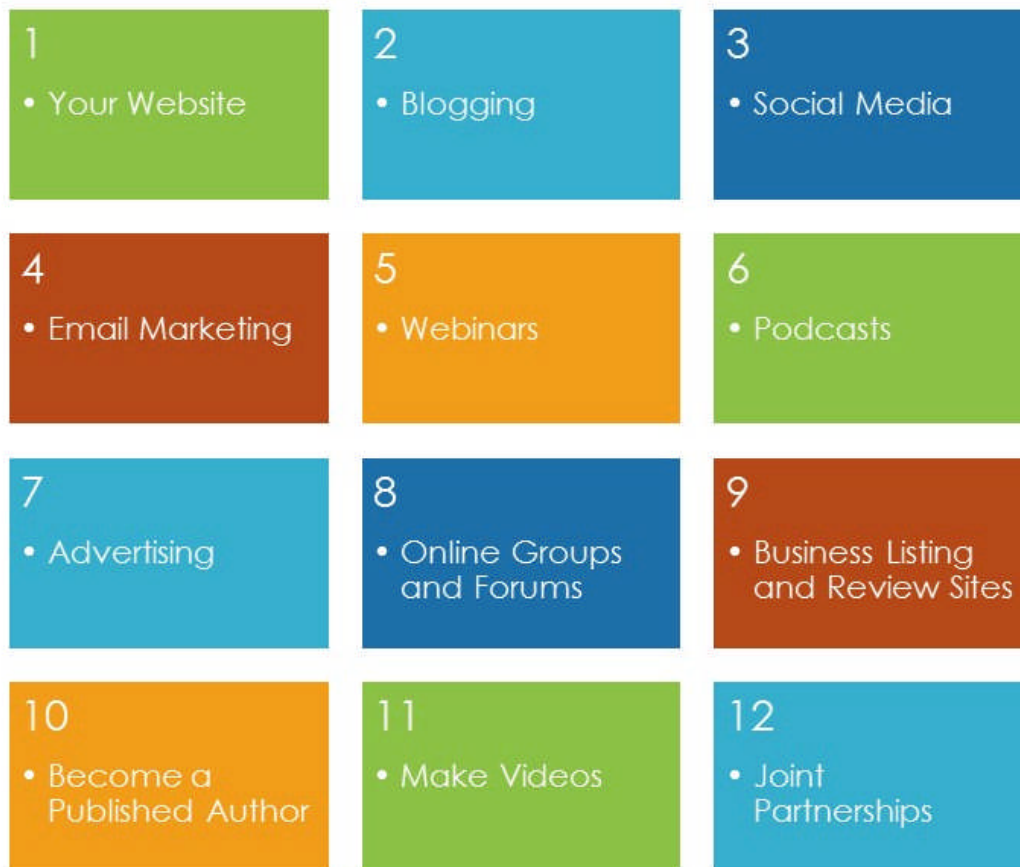 1
• Your Website
2
• Blogging
3
• Social Media
4
• Email Marketing
5
• Webinars
6
• Podcasts
7
• Advertising
8
• Online Groups
and Forums
9
• Business Listing
and Review Sites
10
• Become a
Published Author
11
• Make Videos
12
• Joint
Partnerships